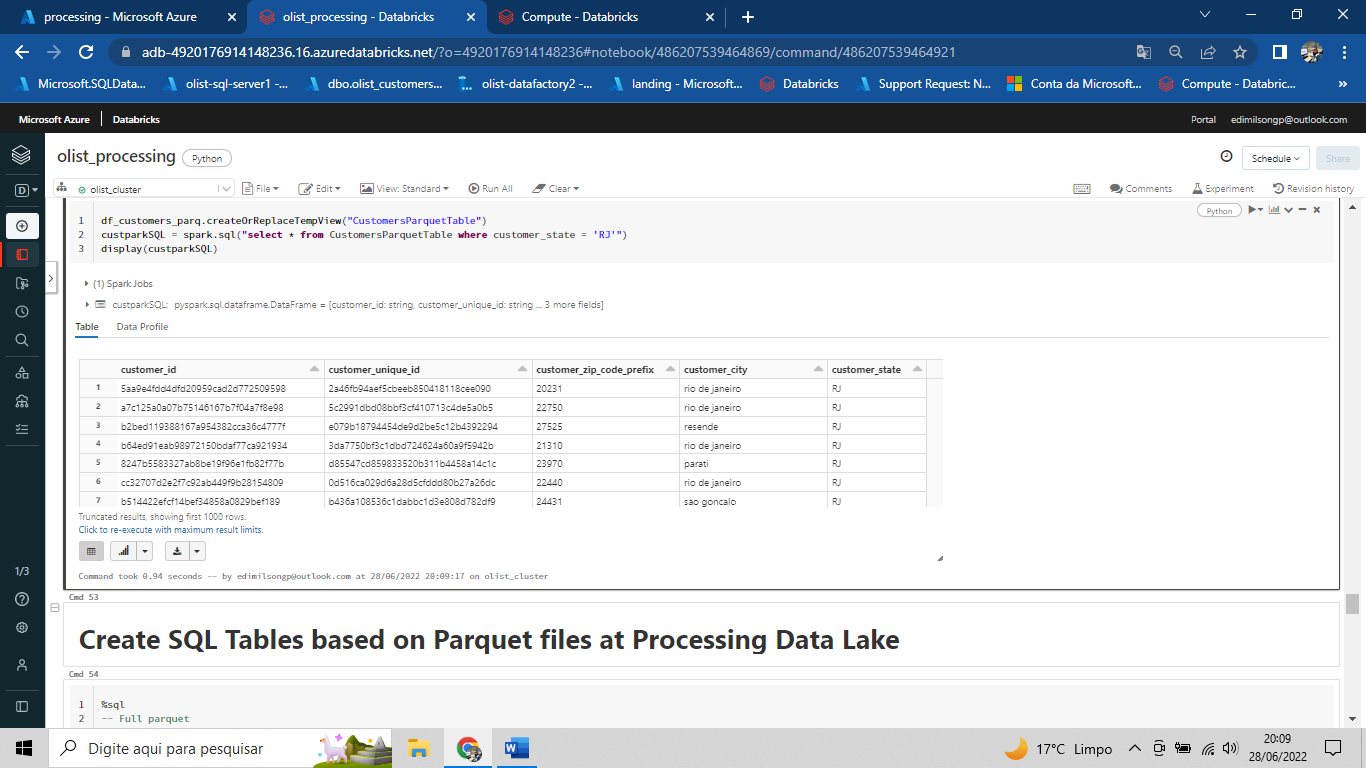 processing - Microsoft Azure
olist_processing - Databricks
Compute - Databricks
adb-4920176914148236.16.azuredatabricks.net/?o=4920176914148236#notebook/486207539464869/command/486207539464921
Microsoft.SQLData...
olist-sql-server1 -...
dbo.olist_customers...
olist-datafactory2 -...
landing - Microsoft...
Databricks
Support Request: N...
Conta da Microsoft...
Compute - Databric...
Microsoft Azure
Databricks
Portal
edimilsongp@outlook.com
olist_processing
Python
Schedule
Share
D
olist_cluster
File
Edit
View: Standard
Run All
Clear
Comments
Experiment
Revision history
Python
1 df_customers_parq.createOrReplaceTempView("CustomersParquetTable")
2 custparkSQL = spark.sql("select * from CustomersParquetTable where customer_state = 'RJ'")
3 display(custparkSQL)
(1) Spark Jobs
custparkSQL: pyspark.sql.dataframe.DataFrame = [customer_id: string, customer_unique_id: string ... 3 more fields]
Table Data Profile
customer_id customer_unique_id customer_zip_code_prefix customer_city customer_state
1 5aa9e4fdd4dfd20959cad2d772509598 2a46fb94aef5cbeeb850418118cee090 20231 rio de janeiro RJ
2 a7c125a0a07b75146167b7f04a7f8e98 5c2991dbd08bbf3cf410713c4de5a0b5 22750 rio de janeiro RJ
3 b2bed119388167a954382cca36c4777f e079b18794454de9d2be5c12b4392294 27525 resende RJ
4 b64ed91eab98972150bdaf77ca921934 3da7750bf3c1dbd724624a60a9f5942b 21310 rio de janeiro RJ
5 8247b5583327ab8be19f96e1fb82f77b d85547cd859833520b311b4458a14c1c 23970 parati RJ
6 cc32707d2e2f7c92ab449f9b28154809 0d516ca029d6a28d5cfddd80b27a26dc 22440 rio de janeiro RJ
7 b514422efcf14bef34858a0829bef189 b436a108536c1dabbc1d3e808d782df9 24431 sao goncalo RJ
Truncated results, showing first 1000 rows.
Click to re-execute with maximum result limits.
Command took 0.94 seconds -- by edimilsongp@outlook.com at 28/06/2022 20:09:17 on olist_cluster
1/3
Cmd 53
Create SQL Tables based on Parquet files at Processing Data Lake
Cmd 54
1 %sql
2 -- Full parquet
Digite aqui para pesquisar
17°C Limpo
20:09
28/06/2022